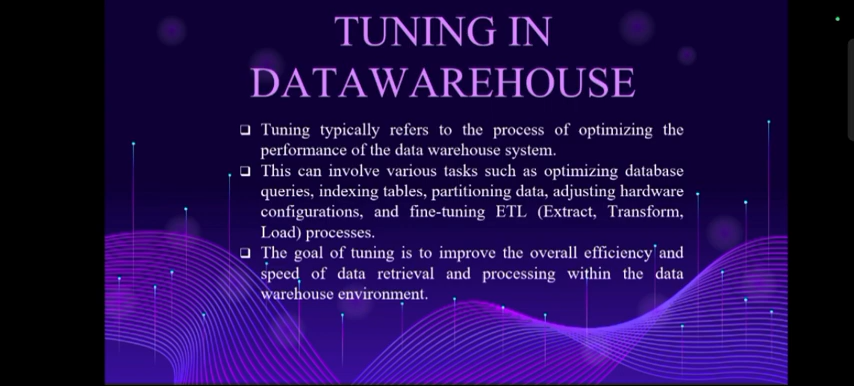 TUNING IN
DATAWAREHOUSE
❑ Tuning typically refers to the process of optimizing the
performance of the data warehouse system.
❑ This can involve various tasks such as optimizing database
queries, indexing tables, partitioning data, adjusting hardware
configurations, and fine-tuning ETL (Extract, Transform,
Load) processes.
❑ The goal of tuning is to improve the overall efficiency and
speed of data retrieval and processing within the data
warehouse environment.